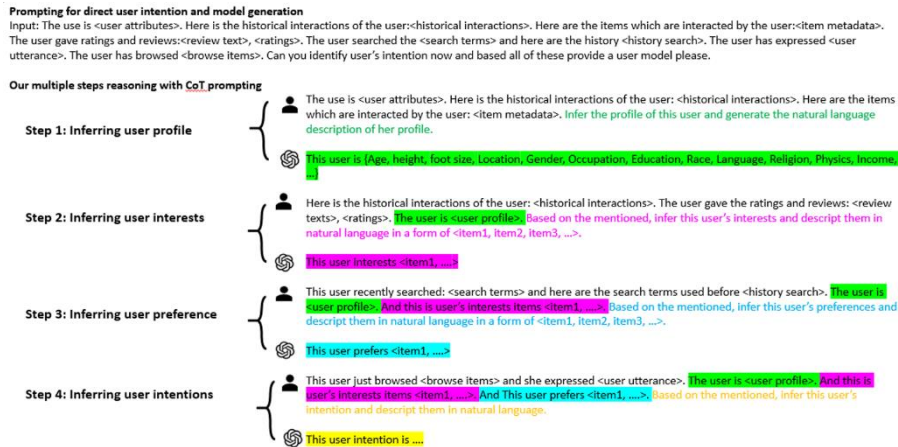 Prompting for direct user intention and model generation
Input: The use is <user attributes>. Here is the historical interactions of the user:<historical interactions>. Here are the items which are interacted by the user:<item metadata>.
The user gave ratings and reviews:<review text>, <ratings>. The user searched the <search terms> and here are the history <history search>. The user has expressed <user
utterance>. The user has browsed <browse items>. Can you identify user's intention now and based all of these provide a user model please.
Our multiple steps reasoning with CoT prompting
Step 1: Inferring user profile
The use is <user attributes>. Here is the historical interactions of the user: <historical interactions>. Here are the items
which are interacted by the user: <item metadata>. Infer the profile of this user and generate the natural language
description of her profile.
This user is {Age, height, foot size, Location, Gender, Occupation, Education, Race, Language, Religion, Physics, Income,
...}
Step 2: Inferring user interests
Here is the historical interactions of the user: <historical interactions>. The user gave the ratings and reviews: <review
texts>, <ratings>. The user is <user profile>. Based on the mentioned, infer this user's interests and descript them in
natural language in a form of <item1, item2, item3, ...>.
This user interests <item1, ....>
Step 3: Inferring user preference
This user recently searched: <search terms> and here are the search terms used before <history search>. The user is
<user profile>. And this is user's interests items <item1, ....>. Based on the mentioned, infer this user's preferences and
descript them in natural language in a form of <item1, item2, item3, ...>.
This user prefers <item1, ....>
Step 4: Inferring user intentions
This user just browsed <browse items> and she expressed <user utterance>. The user is <user profile>. And this is
user's interests items <item1, ....>. And This user prefers <item1, ....>. Based on the mentioned, infer this user's
intention and descript them in natural language.
This user intention is ....